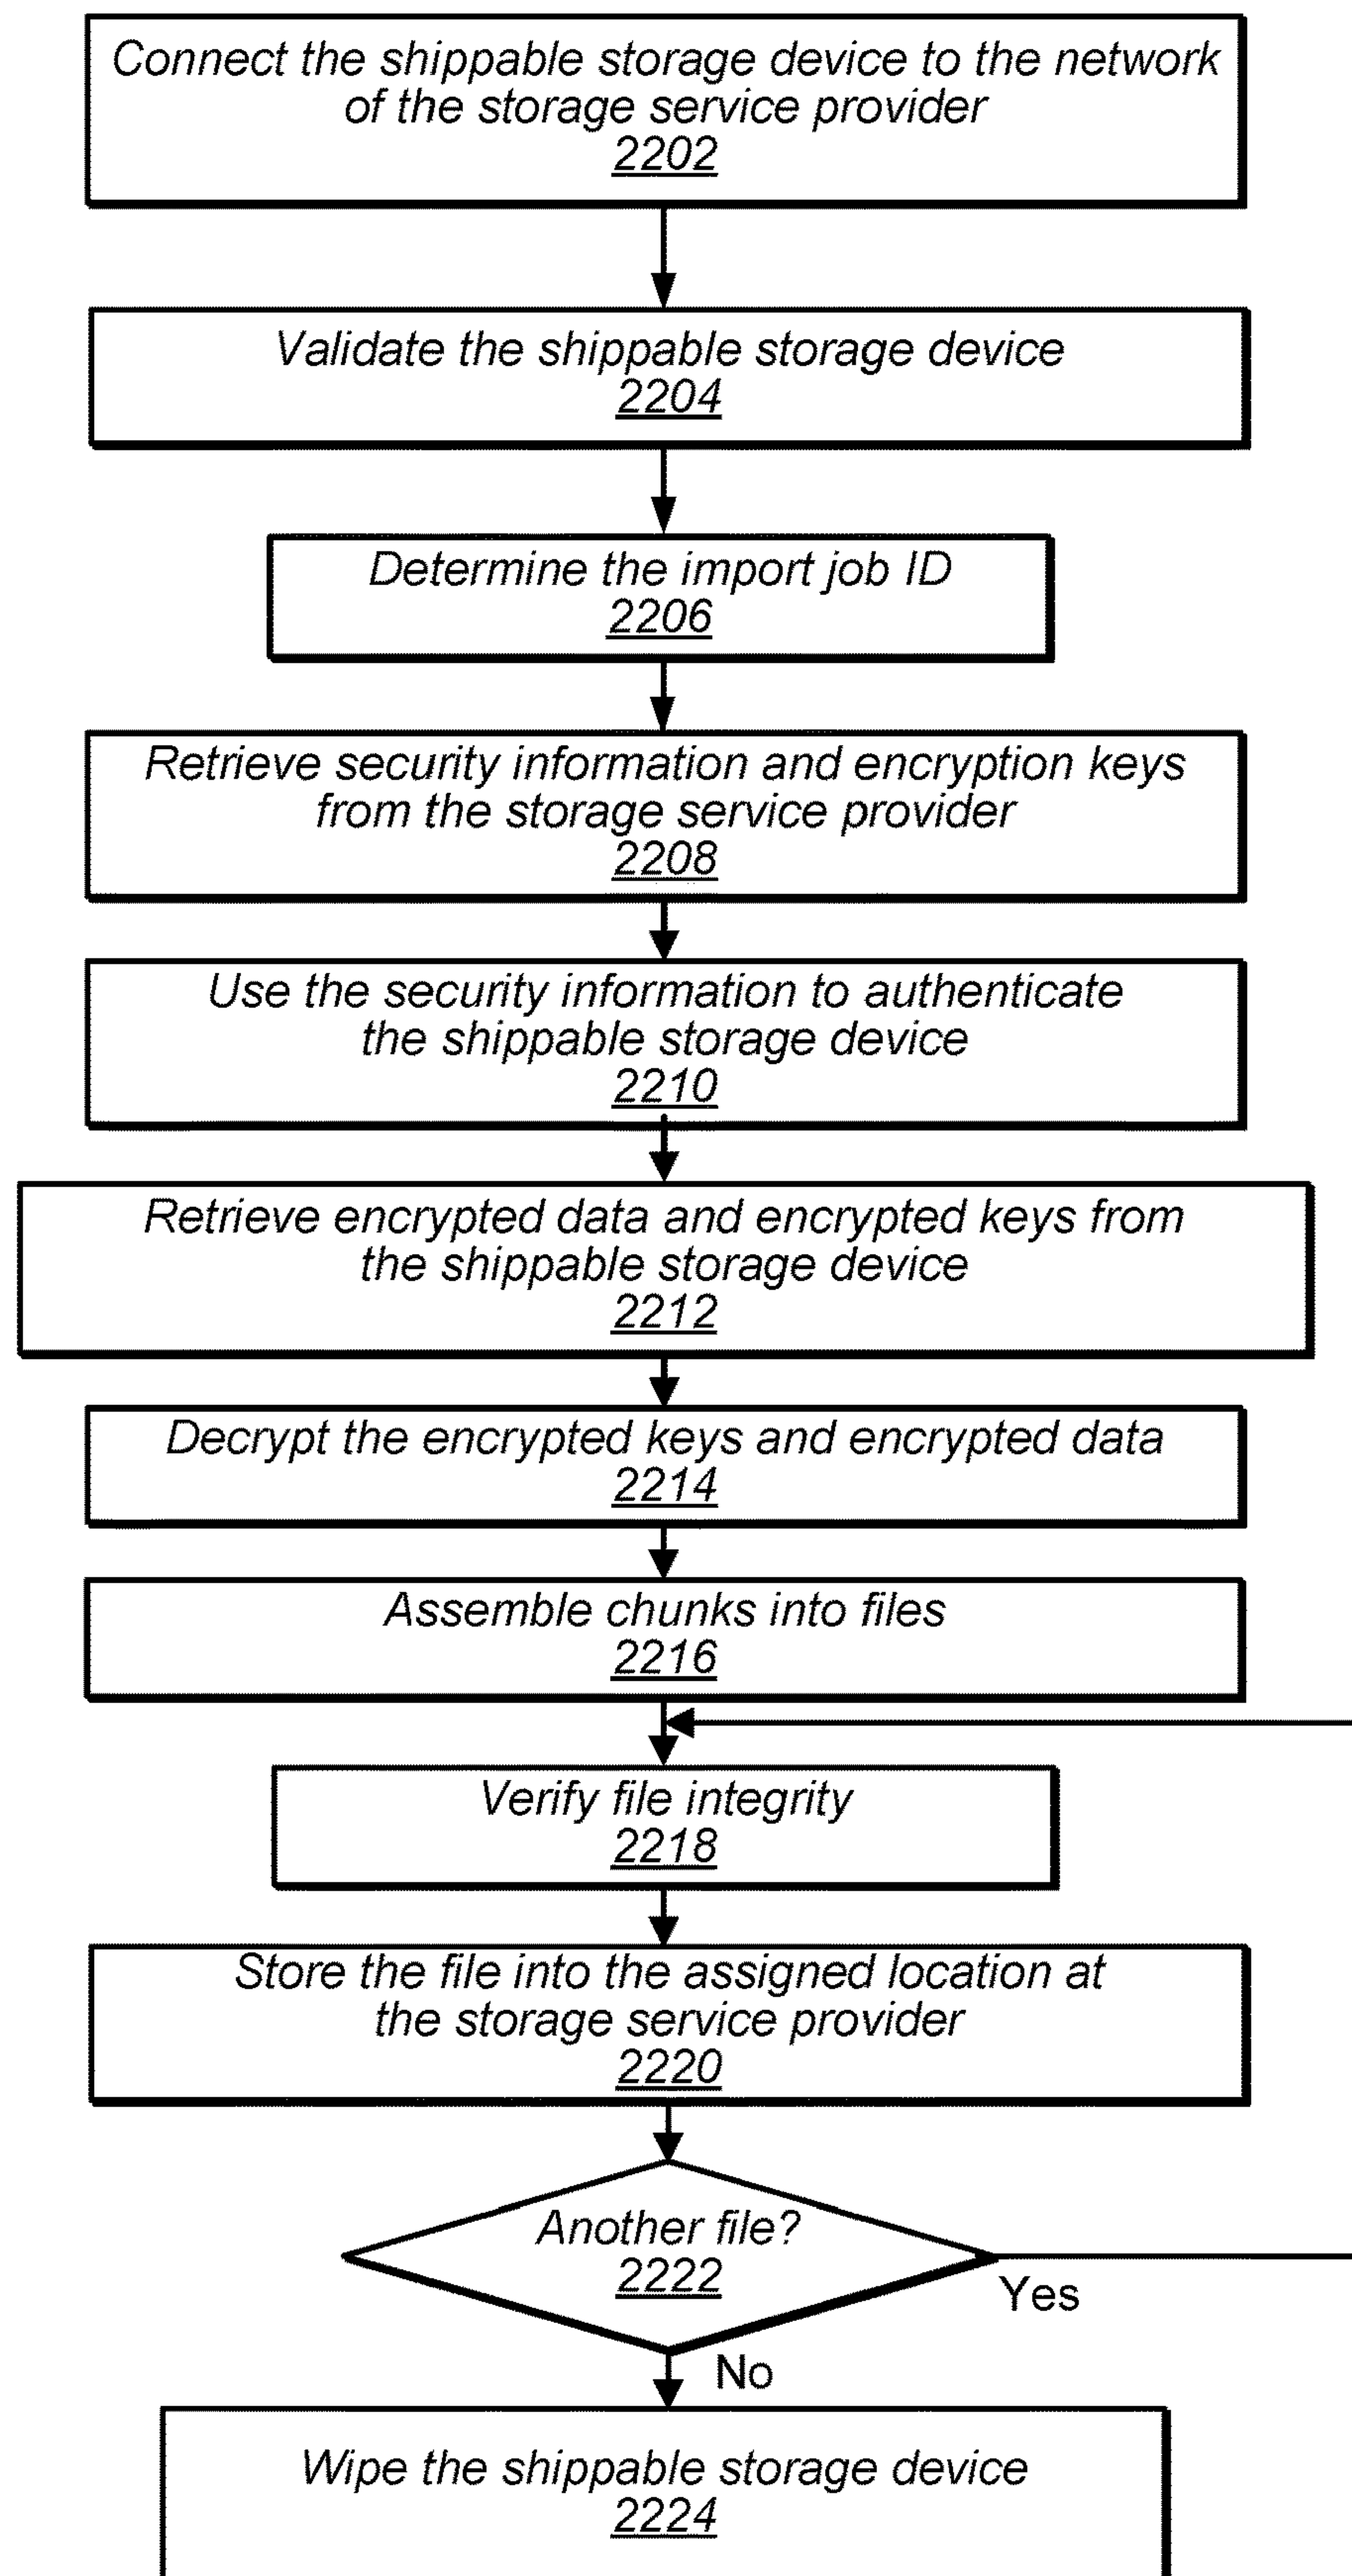 Connect the shippable storage device to the network
of the storage service provider
2202
Validate the shippable storage device
2204
Determine the import job ID
2206
Retrieve security information and encryption keys
from the storage service provider
2208
Use the security information to authenticate
the shippable storage device
2210
Retrieve encrypted data and encrypted keys from
the shippable storage device
2212
Decrypt the encrypted keys and encrypted data
2214
Assemble chunks into files
2216
Verify file integrity
2218
Store the file into the assigned location at
the storage service provider
2220
Another file?
2222
Yes
No
Wipe the shippable storage device
2224